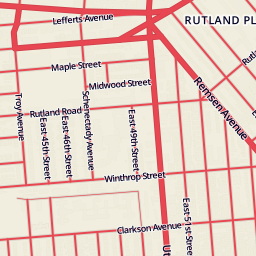 Lefferts Avenue
RUTLAND PL
Maple Street
Midwood Street
Remsen Avenue
Troy Avenue
Schenectady Avenue
Rutland Road
East 45th Street
East 46th Street
East 49th Street
Winthrop Street
East 51st Street
Clarkson Avenue
Ut